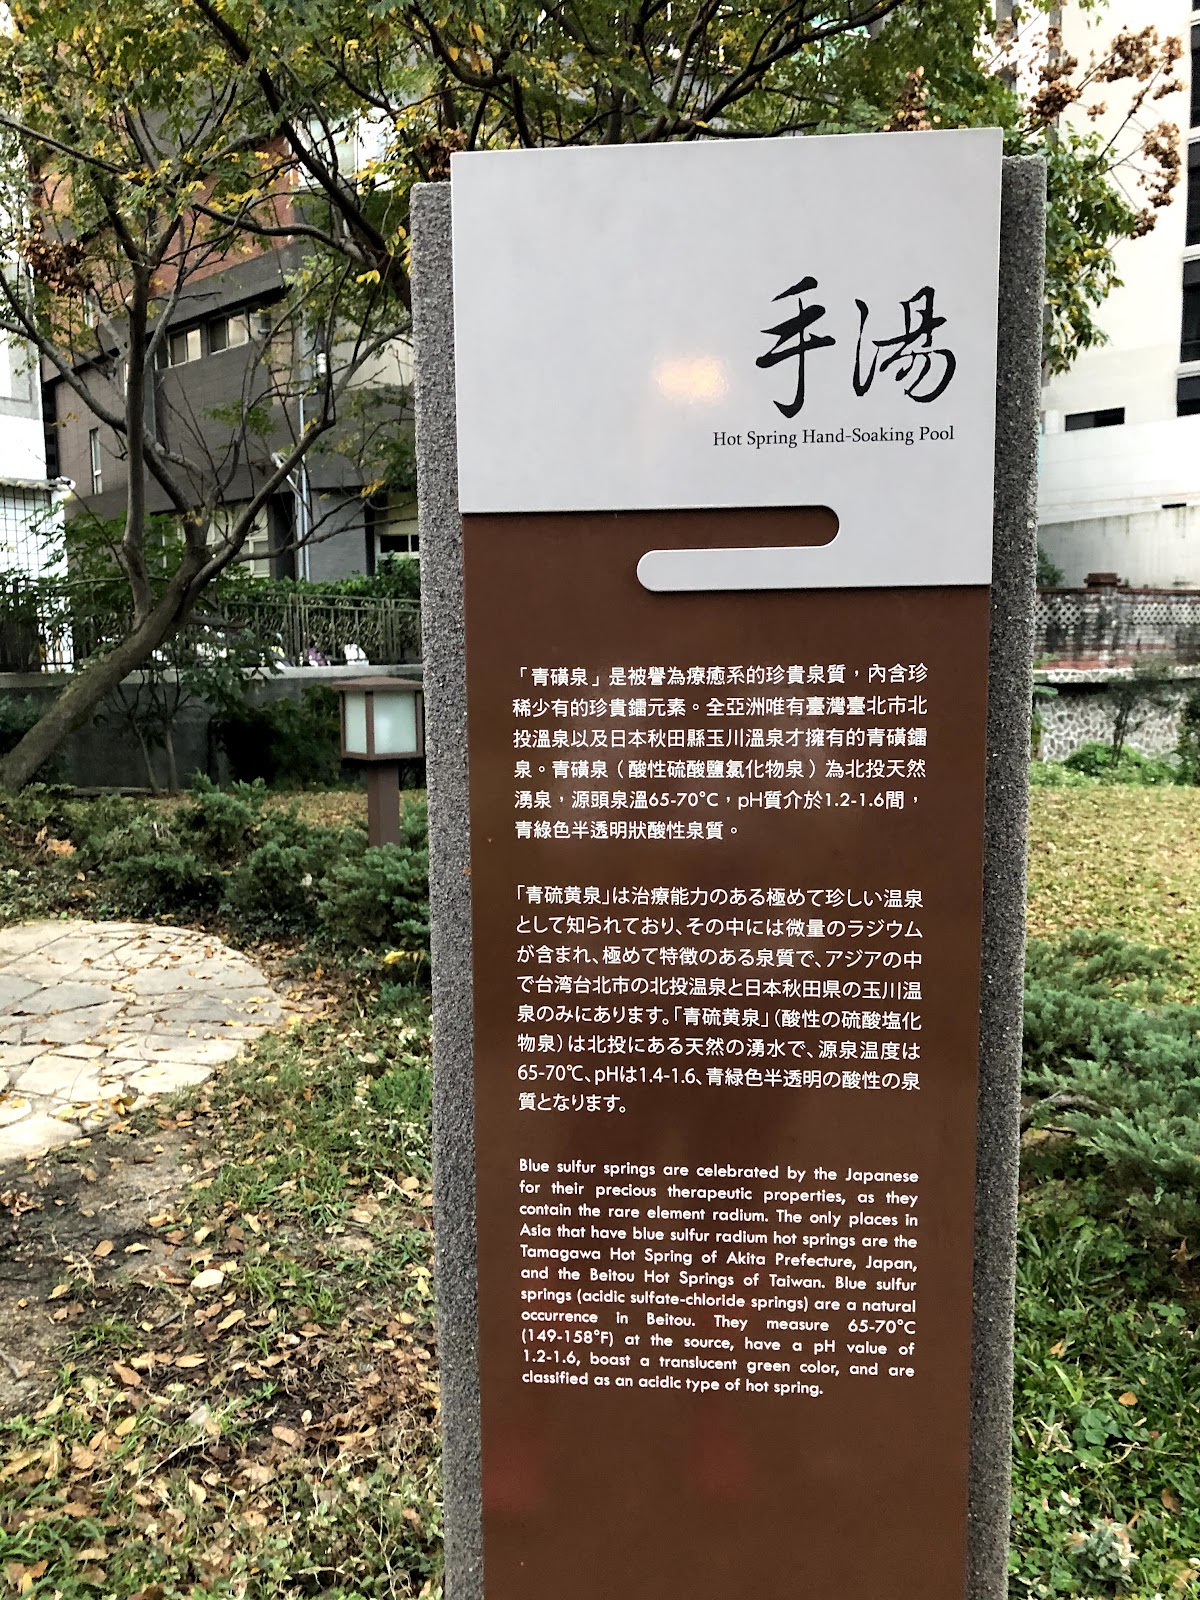 手湯
Hot Spring Hand-Soaking Pool
「青磺泉」是被譽為療癒系的珍貴泉質，內含珍
稀少有的珍貴鐳元素。全亞洲唯有臺灣臺北市北
投溫泉以及日本秋田縣玉川溫泉才擁有的青磺鐳
泉。青磺泉（酸性硫酸鹽氯化物泉）為北投天然
湧泉，源頭泉溫65-70°C，pH質介於1.2-1.6間，
青綠色半透明狀酸性泉質。
「青硫黄泉」は治療能力のある極めて珍しい温泉
として知られており、その中には微量のラジウム
が含まれ、極めて特徴のある泉質で、アジアの中
で台湾台北市の北投温泉と日本秋田県の玉川温
泉のみにあります。「青硫黄泉」（酸性の硫酸塩化
物泉）は北投にある天然の湧水で、源泉温度は
65-70℃、pHは1.4-1.6、青緑色半透明の酸性の泉
質となります。
Blue sulfur springs are celebrated by the Japanese
for their precious therapeutic properties, as they
contain the rare element radium. The only places in
Asia that have blue sulfur radium hot springs are the
Tamagawa Hot Spring of Akita Prefecture, Japan,
and the Beitou Hot Springs of Taiwan. Blue sulfur
springs (acidic sulfate-chloride springs) are a natural
occurrence in Beitou. They measure 65-70°C
(149-158°F) at the source, have a pH value of
1.2-1.6, boast a translucent green color, and are
classified as an acidic type of hot spring.